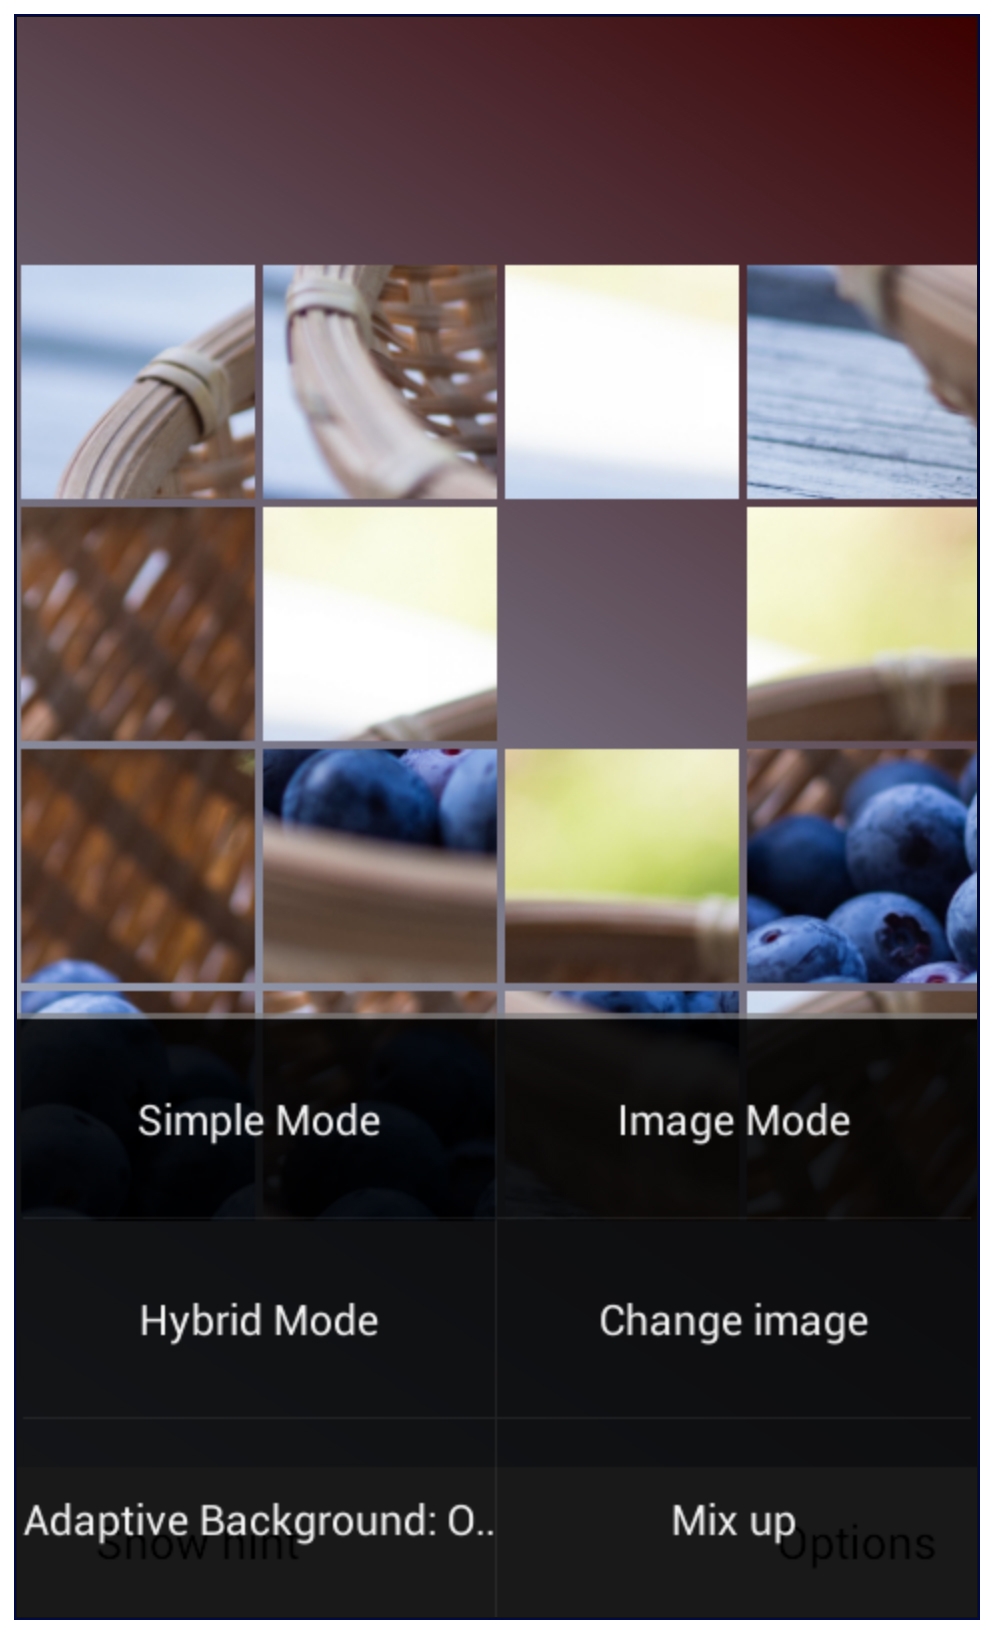 Simple Mode
Image Mode
Hybrid Mode
Change image
Adaptive Background: O..
Mix up
Show hint
Options